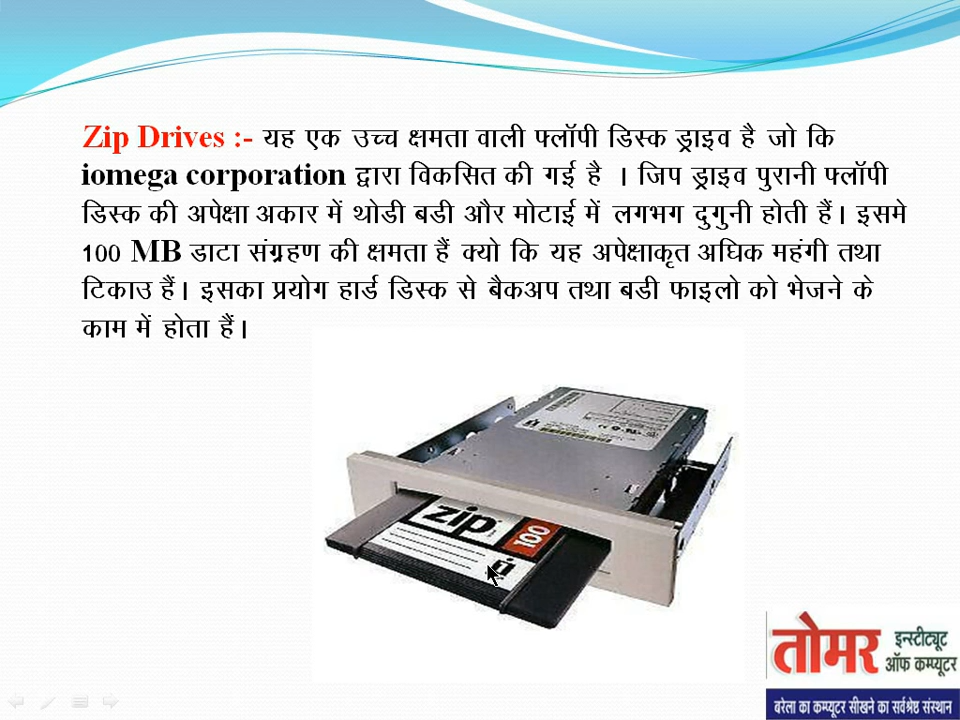 Zip Drives :- यह एक उच्च क्षमता वाली फ्लॉपी डिस्क ड्राइव है जो कि
iomega corporation द्वारा विकसित की गई है । जिप ड्राइव पुरानी फ्लॉपी
डिस्क की अपेक्षा अकार में थोडी बडी और मोटाई में लगभग दुगुनी होती हैं। इसमे
100 MB डाटा संग्रहण की क्षमता हैं क्यो कि यह अपेक्षाकृत अधिक महंगी तथा
टिकाउ हैं। इसका प्रयोग हार्ड डिस्क से बैकअप तथा बडी फाइलो को भेजने के
काम में होता हैं।
zip 100
तोमर इन्स्टीट्यूट
ऑफ कम्प्यूटर
बरेला का कम्प्यूटर सीखने का सर्वश्रेष्ठ संस्थान